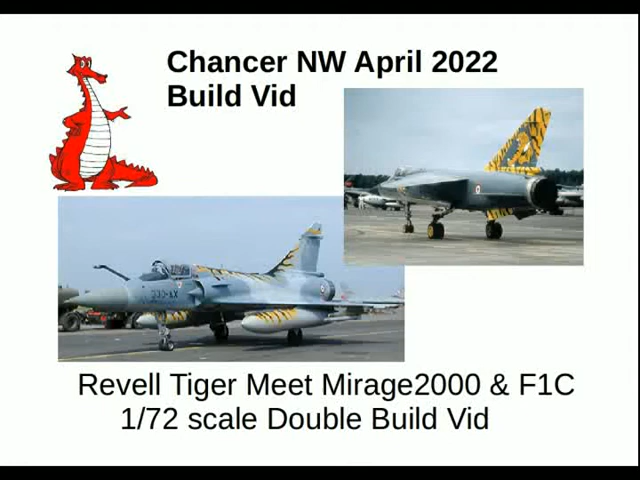 Chancer NW April 2022
Build Vid
Revell Tiger Meet Mirage2000 & F1C
1/72 scale Double Build Vid